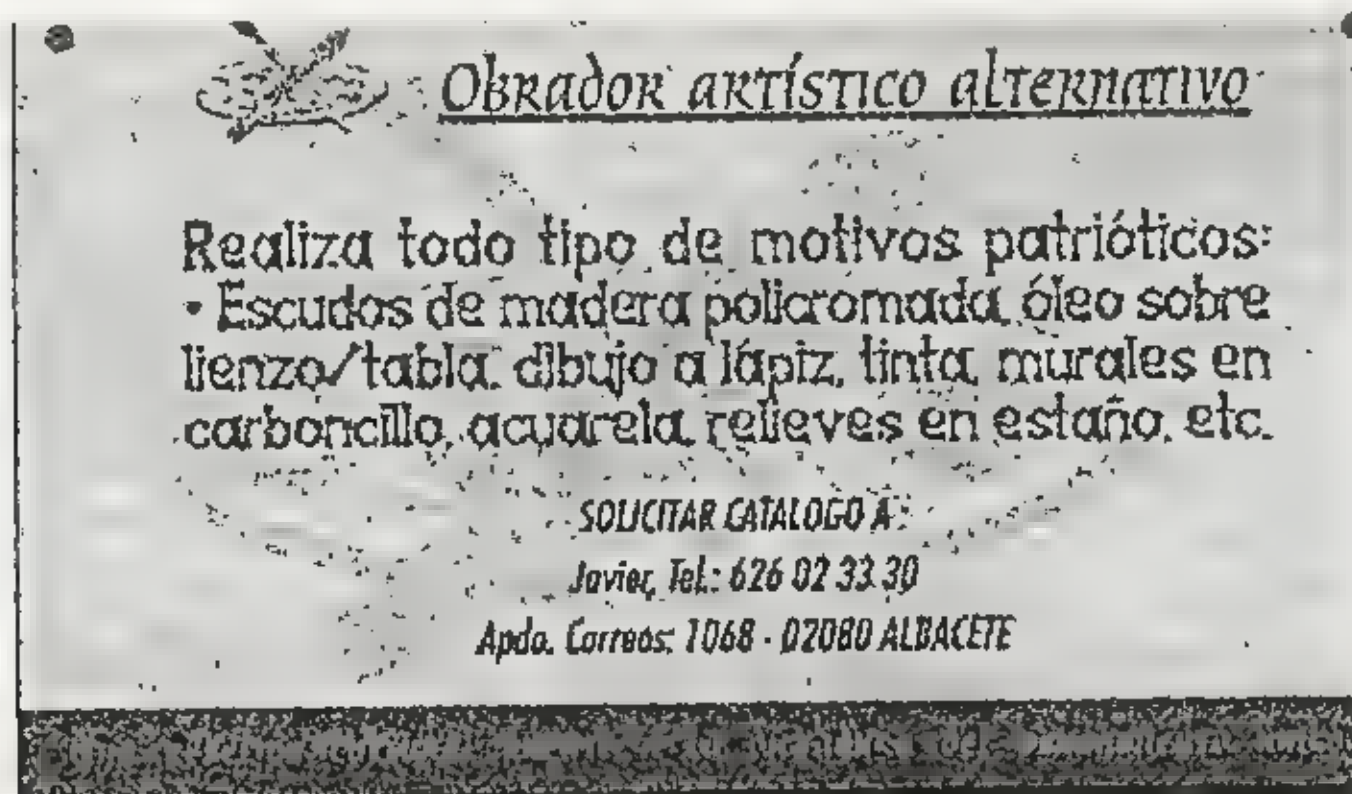 Obrador artístico alternativo
Realiza todo tipo de motivos patrióticos:
• Escudos de madera policromada, óleo sobre
lienzo/tabla, dibujo a lápiz, tinta, murales en
carboncillo, acuarela, relieves en estaño, etc.
SOLICITAR CATALOGO A:
Javier, Tel.: 626 02 33 30
Apdo. Correos: 1068 - 02080 ALBACETE